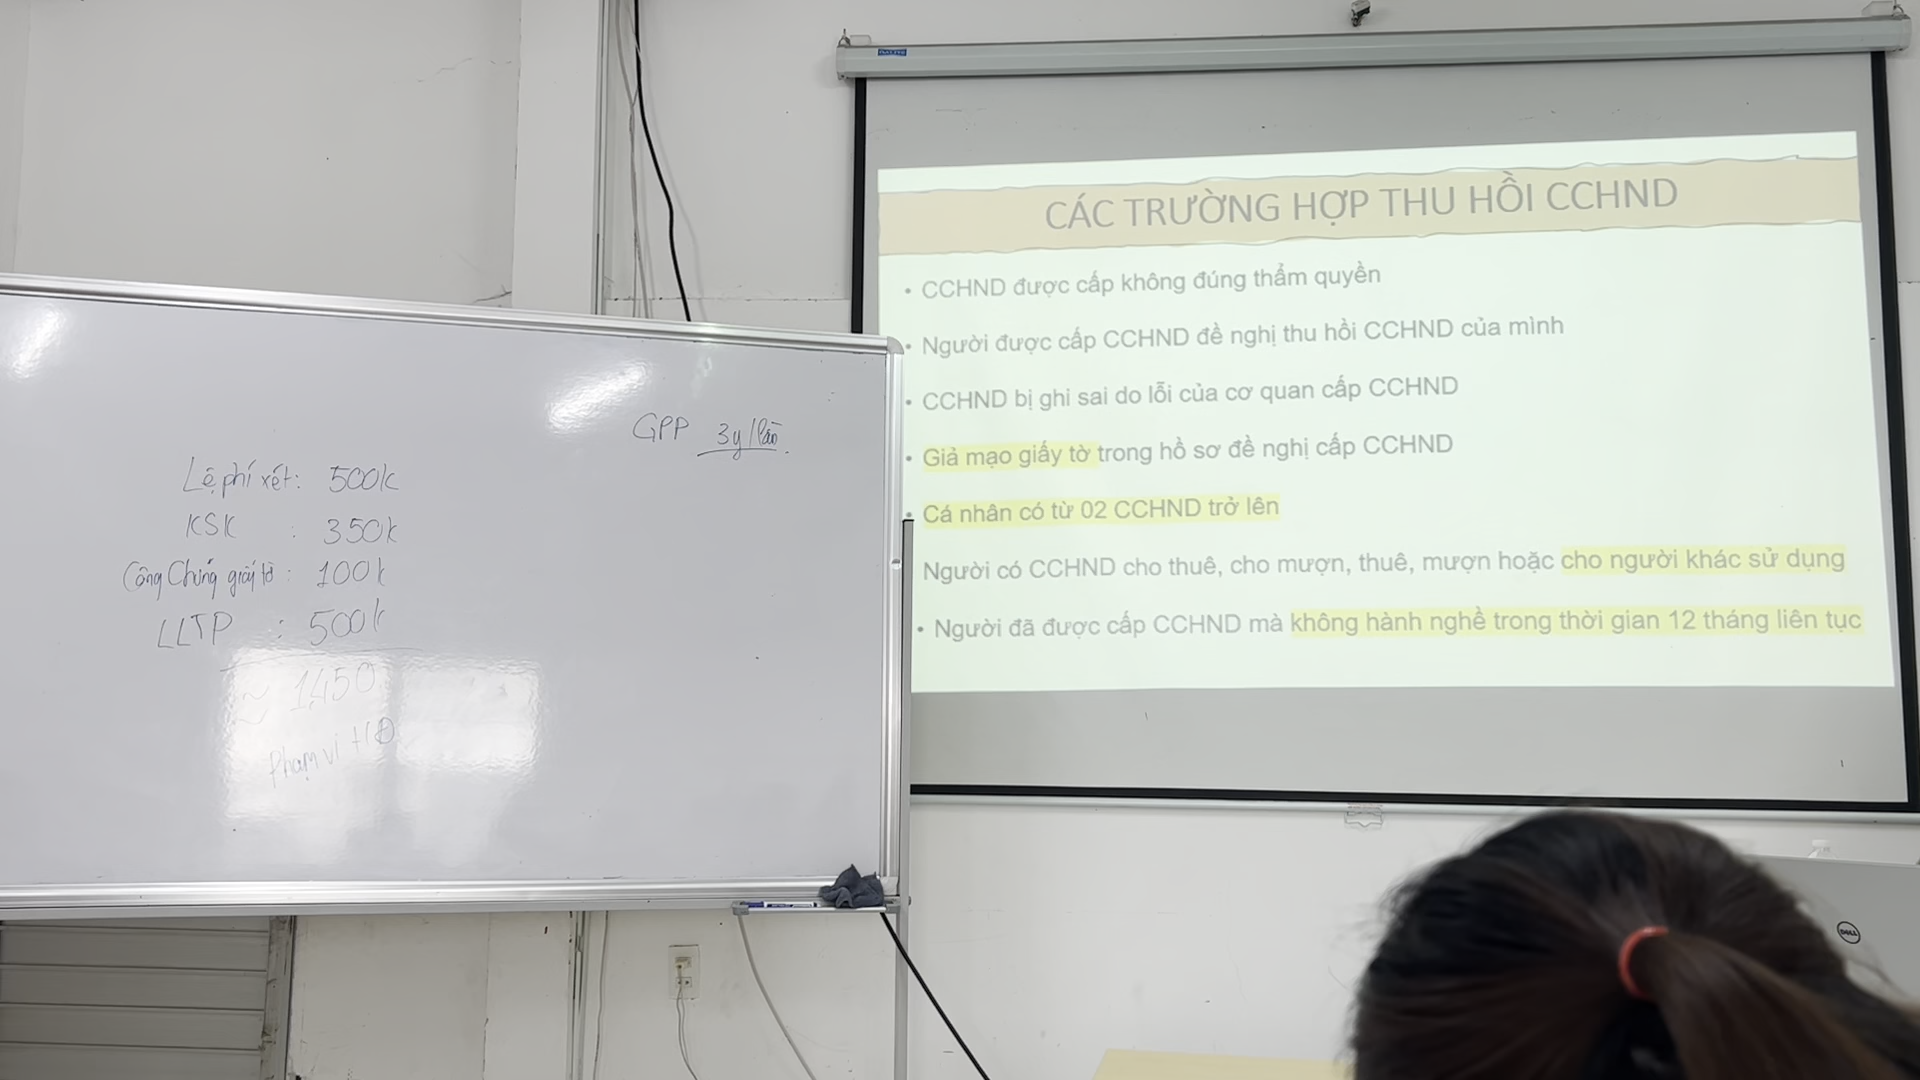 GPP 3y/lần
Lệ phí xét: 500k
KSK : 350k
Công Chứng giấy tờ : 100k
LLTP : 500k
≈ 1,450
Phạm vi HĐ
CÁC TRƯỜNG HỢP THU HỒI CCHND
• CCHND được cấp không đúng thẩm quyền
• Người được cấp CCHND đề nghị thu hồi CCHND của mình
• CCHND bị ghi sai do lỗi của cơ quan cấp CCHND
• Giả mạo giấy tờ trong hồ sơ đề nghị cấp CCHND
• Cá nhân có từ 02 CCHND trở lên
Người có CCHND cho thuê, cho mượn, thuê, mượn hoặc cho người khác sử dụng
• Người đã được cấp CCHND mà không hành nghề trong thời gian 12 tháng liên tục
DELL